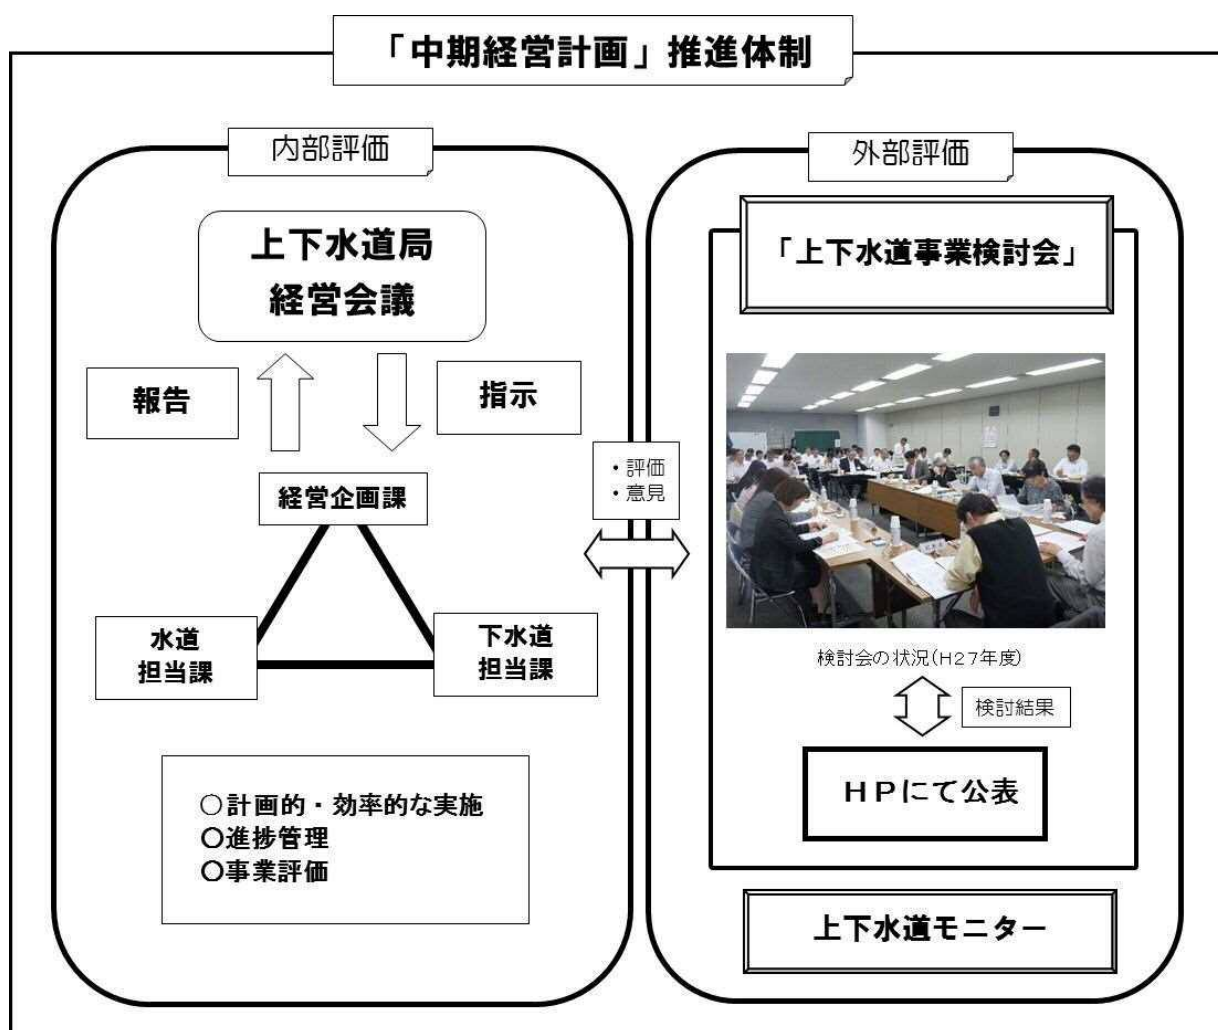 「中期経営計画」推進体制
内部評価
上下水道局
経営会議
報告
指示
経営企画課
水道
担当課
下水道
担当課
○計画的・効率的な実施
○進捗管理
○事業評価
・評価
・意見
外部評価
「上下水道事業検討会」
検討会の状況(H27年度)
検討結果
HPにて公表
上下水道モニター